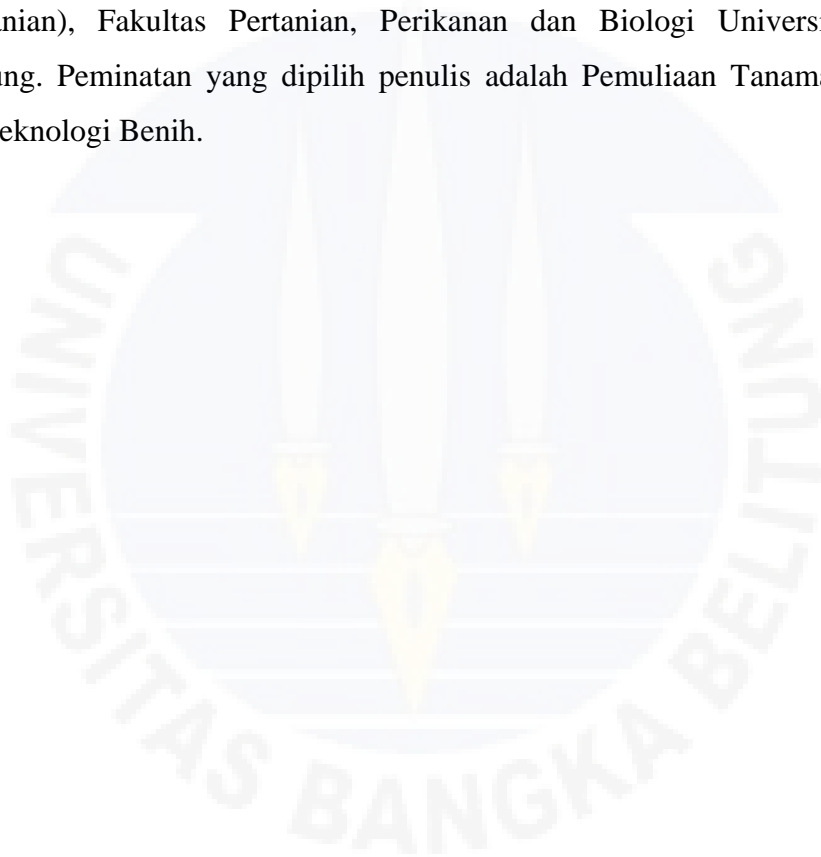 anian), Fakultas Pertanian, Perikanan dan Biologi Universi
ung. Peminatan yang dipilih penulis adalah Pemuliaan Tanama
eknologi Benih.
UNIVERSITAS BANGKA BELITUNG